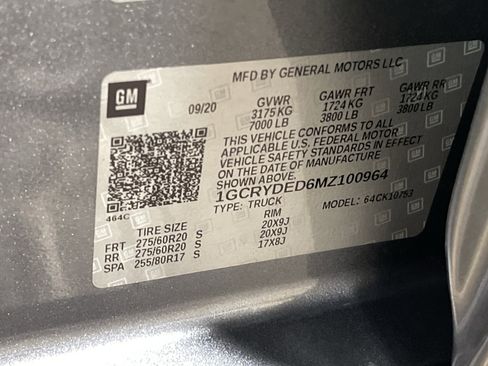 MFD BY GENERAL MOTORS LLC
GM
09/20 GVWR GAWR FRT GAWR RR
3175 KG 1724 KG 1724 KG
7000 LB 3800 LB 3800 LB
THIS VEHICLE CONFORMS TO ALL
APPLICABLE U.S. FEDERAL MOTOR
VEHICLE SAFETY STANDARDS IN
EFFECT ON THE DATE OF
MANUFACTURE SHOWN ABOVE.
1GCRYDED6MZ100964
TYPE: TRUCK MODEL: 64CK10753
464C
TIRE SIZE RIM
FRT 275/60R20 S 20X9J
RR 275/60R20 S 20X9J
SPA 255/80R17 S 17X8J